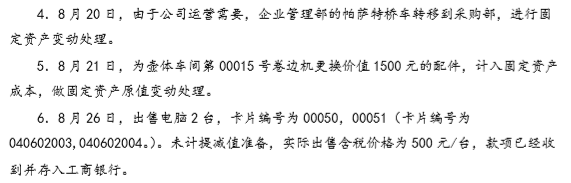 4．8 月 20 日，由于公司运营需要，企业管理部的帕萨特桥车转移到采购部，进行固
定资产变动处理。
5．8 月 21 日，为壶体车间第 00015 号卷边机更换价值 1500 元的配件，计入固定资产
成本，做固定资产原值变动处理。
6．8 月 26 日，出售电脑 2 台，卡片编号为 00050，00051（卡片编号为
040602003,040602004。）。未计提减值准备，实际出售含税价格为 500 元/台，款项已经收
到并存入工商银行。